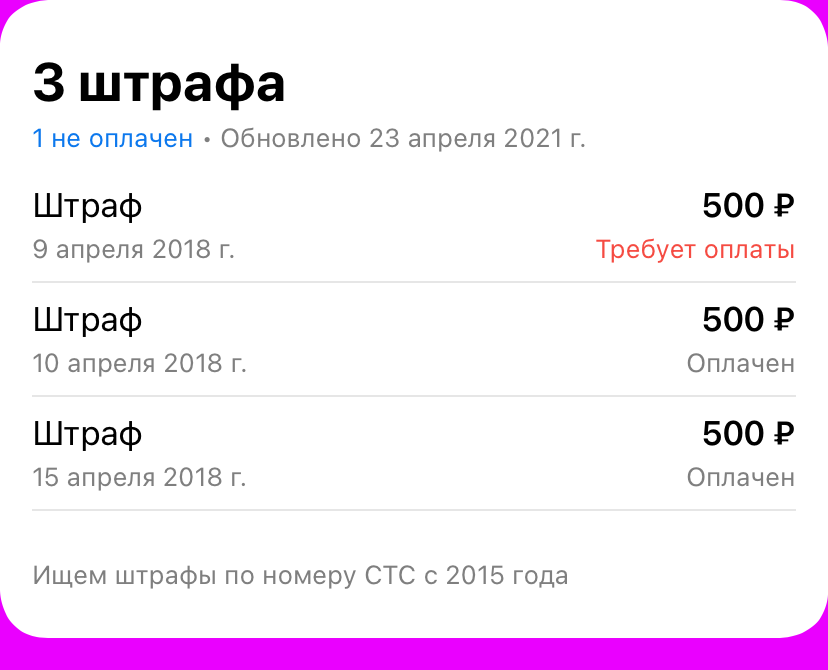 3 штрафа
1 не оплачен • Обновлено 23 апреля 2021 г.
Штраф 500 ₽
9 апреля 2018 г. Требует оплаты
Штраф 500 ₽
10 апреля 2018 г. Оплачен
Штраф 500 ₽
15 апреля 2018 г. Оплачен
Ищем штрафы по номеру СТС с 2015 года